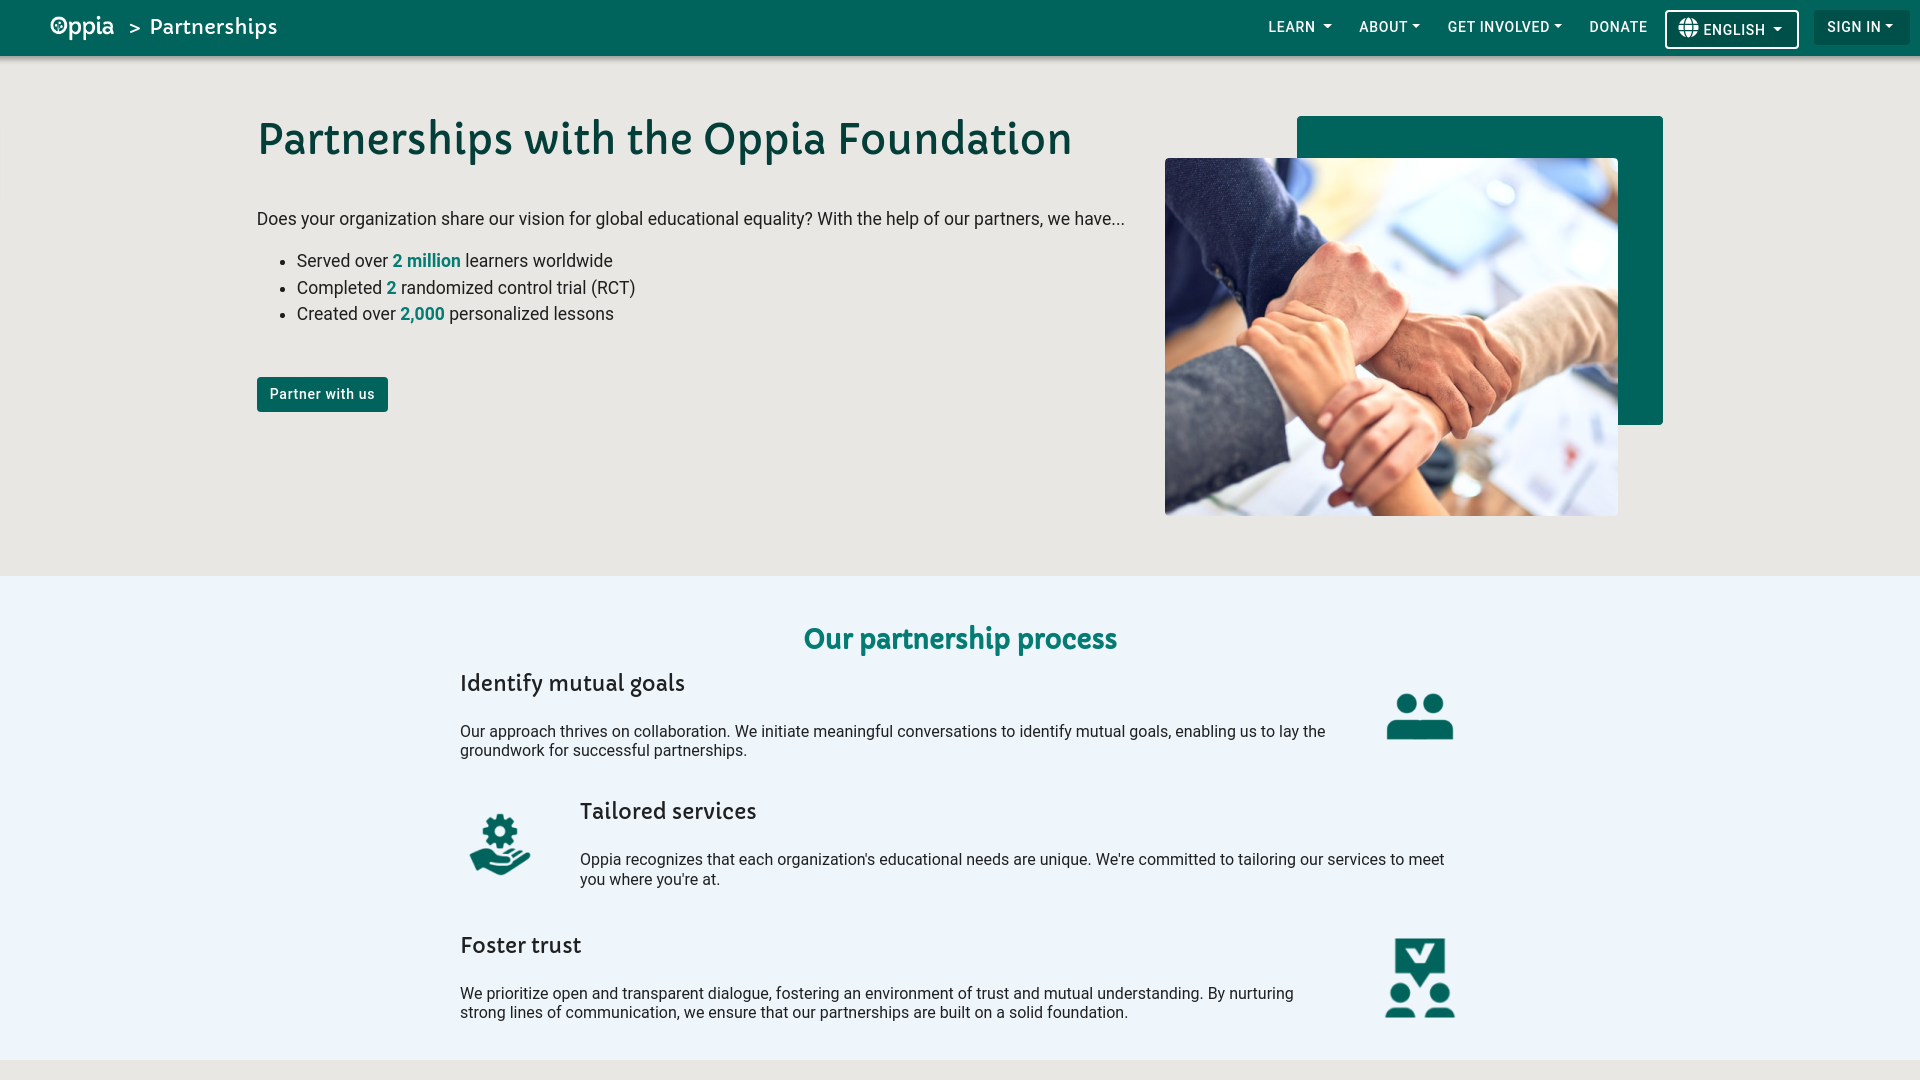 Oppia > Partnerships
LEARN ABOUT GET INVOLVED DONATE ENGLISH SIGN IN
Partnerships with the Oppia Foundation
Does your organization share our vision for global educational equality? With the help of our partners, we have...
• Served over 2 million learners worldwide
• Completed 2 randomized control trial (RCT)
• Created over 2,000 personalized lessons
Partner with us
Our partnership process
Identify mutual goals
Our approach thrives on collaboration. We initiate meaningful conversations to identify mutual goals, enabling us to lay the
groundwork for successful partnerships.
Tailored services
Oppia recognizes that each organization's educational needs are unique. We're committed to tailoring our services to meet
you where you're at.
Foster trust
We prioritize open and transparent dialogue, fostering an environment of trust and mutual understanding. By nurturing
strong lines of communication, we ensure that our partnerships are built on a solid foundation.